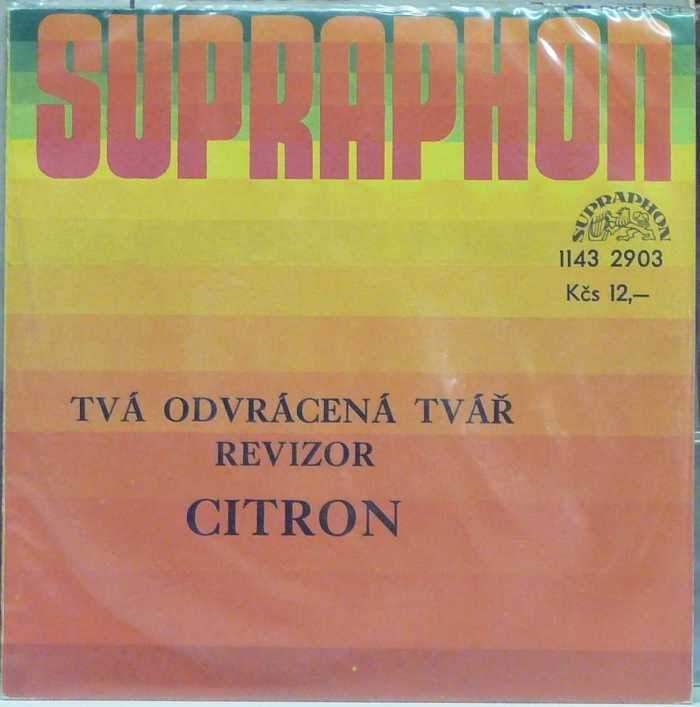 SUPRAPHON
SUPRAPHON
1143 2903
Kčs 12,—
TVÁ ODVRÁCENÁ TVÁŘ
REVIZOR
CITRON